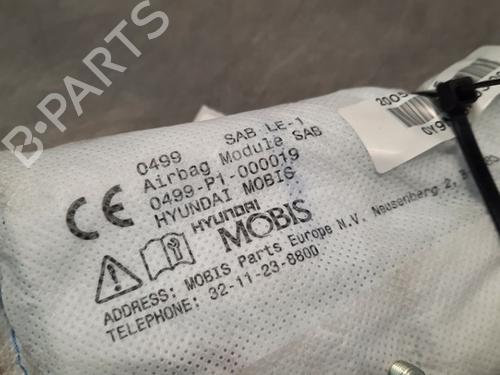 B-PARTS
SAB LE-1
0499
Airbag Module SAB
0499-P1-000019
HYUNDAI MOBIS
CE
HYUNDAI
MOBIS
ADDRESS: MOBIS Parts Europe N.V. Neusenberg 2,
TELEPHONE: 32-11-23-8800